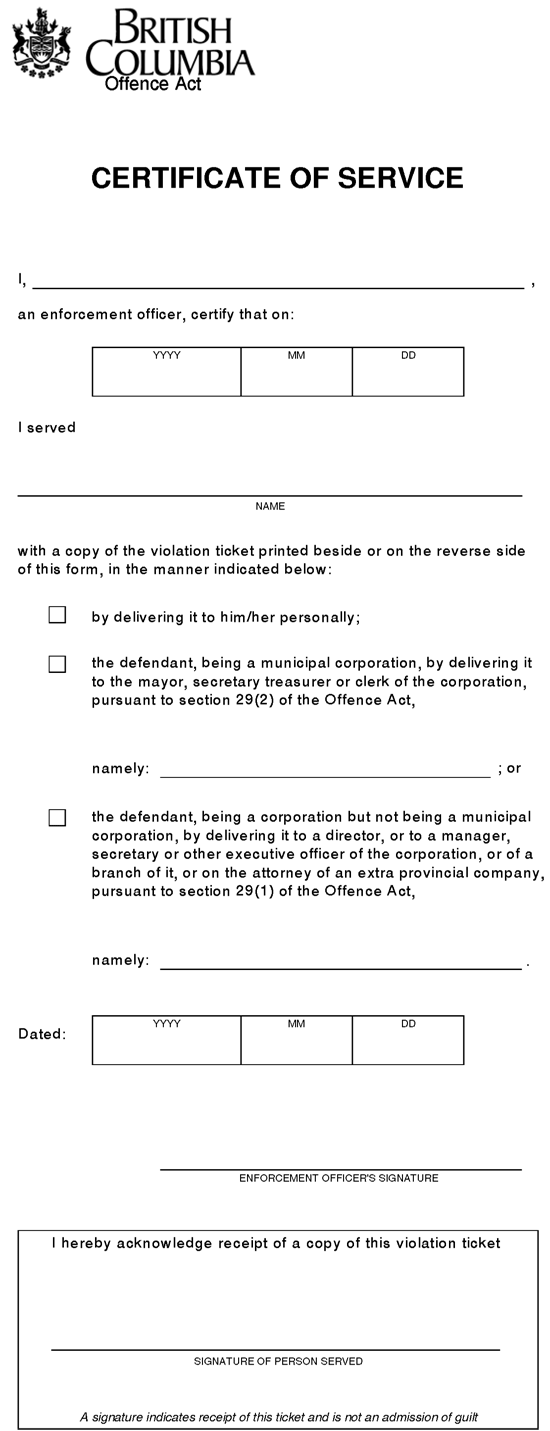 BRITISH
COLUMBIA
Offence Act
CERTIFICATE OF SERVICE
I, ,
an enforcement officer, certify that on:
YYYY MM DD
I served
NAME
with a copy of the violation ticket printed beside or on the reverse side
of this form, in the manner indicated below:
by delivering it to him/her personally;
the defendant, being a municipal corporation, by delivering it
to the mayor, secretary treasurer or clerk of the corporation,
pursuant to section 29(2) of the Offence Act,
namely: ; or
the defendant, being a corporation but not being a municipal
corporation, by delivering it to a director, or to a manager,
secretary or other executive officer of the corporation, or of a
branch of it, or on the attorney of an extra provincial company,
pursuant to section 29(1) of the Offence Act,
namely: .
Dated: YYYY MM DD
ENFORCEMENT OFFICER'S SIGNATURE
I hereby acknowledge receipt of a copy of this violation ticket
SIGNATURE OF PERSON SERVED
A signature indicates receipt of this ticket and is not an admission of guilt